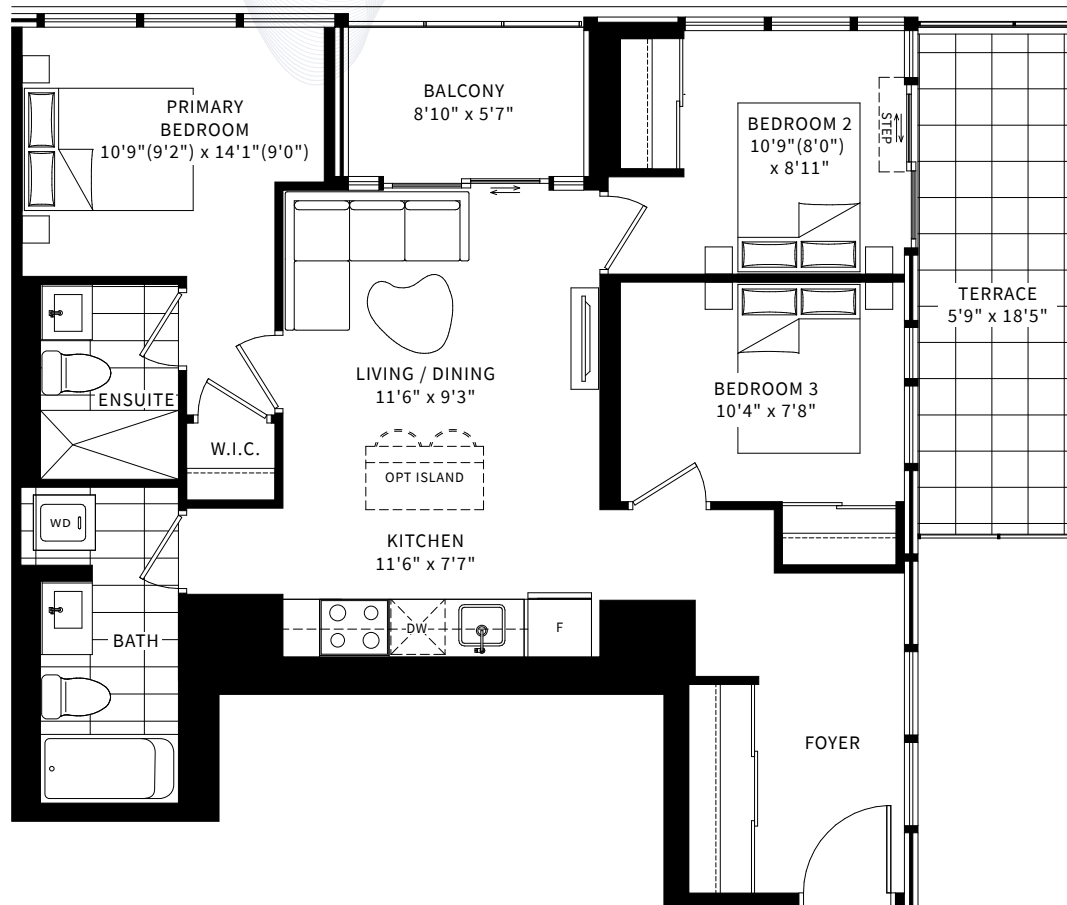 PRIMARY
BEDROOM
10'9"(9'2") x 14'1"(9'0")
BALCONY
8'10" x 5'7"
BEDROOM 2
10'9"(8'0")
x 8'11"
STEP
TERRACE
5'9" x 18'5"
LIVING / DINING
11'6" x 9'3"
BEDROOM 3
10'4" x 7'8"
ENSUITE
W.I.C.
OPT ISLAND
WD
KITCHEN
11'6" x 7'7"
BATH
DW
F
FOYER